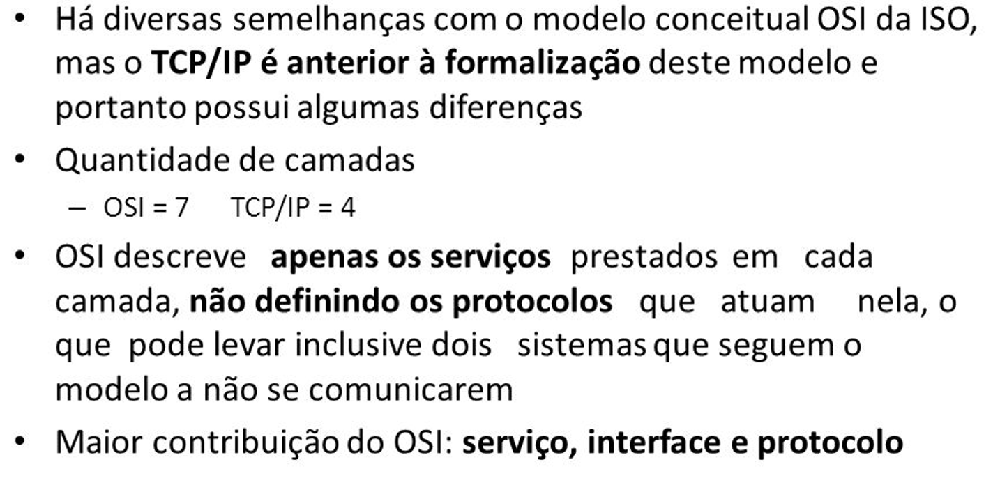 • Há diversas semelhanças com o modelo conceitual OSI da ISO,
mas o TCP/IP é anterior à formalização deste modelo e
portanto possui algumas diferenças
• Quantidade de camadas
– OSI = 7 TCP/IP = 4
• OSI descreve apenas os serviços prestados em cada
camada, não definindo os protocolos que atuam nela, o
que pode levar inclusive dois sistemas que seguem o
modelo a não se comunicarem
• Maior contribuição do OSI: serviço, interface e protocolo